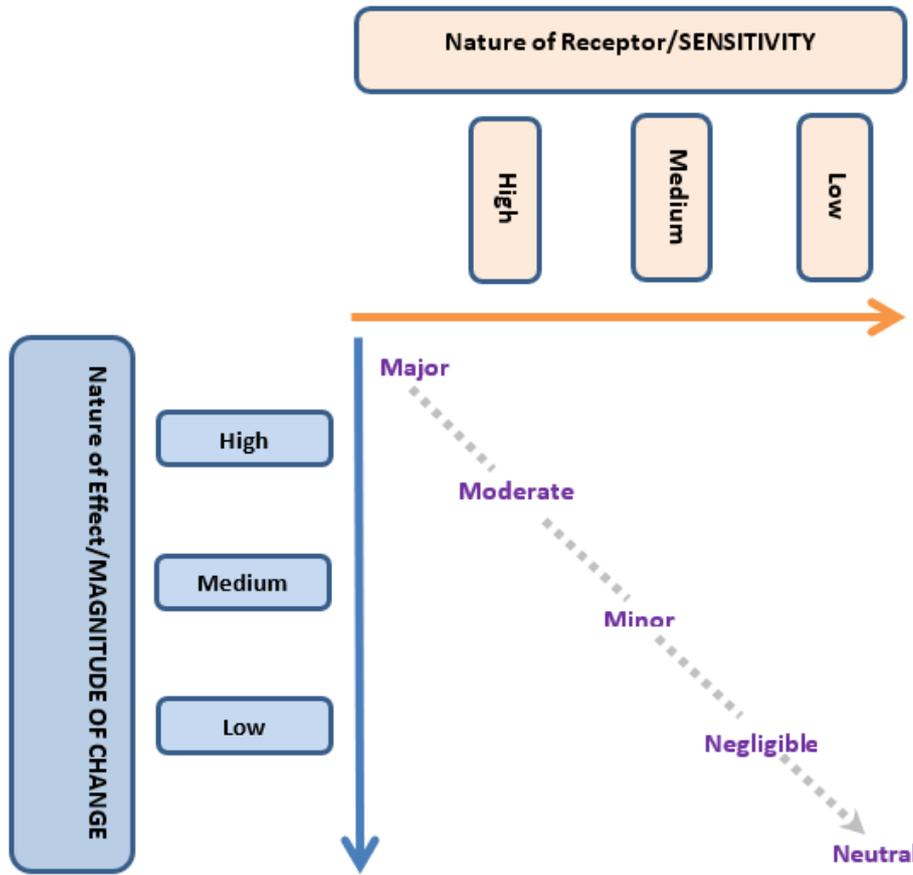 Nature of Receptor/SENSITIVITY
High
Medium
Low
Nature of Effect/MAGNITUDE OF CHANGE
High
Medium
Low
Major
Moderate
Minor
Negligible
Neutral